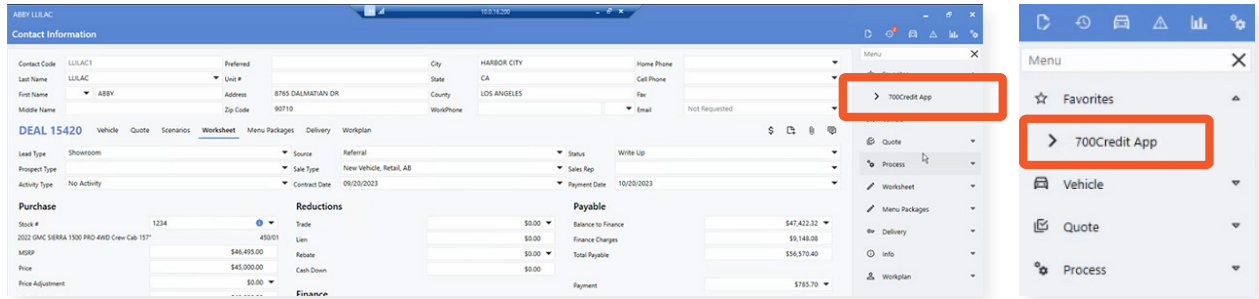 ABBY LULAC 10.0.16.200
Contact Information
Menu
Contact Code LULAC1 Preferred City HARBOR CITY Home Phone
Last Name LULAC Unit # State CA Cell Phone
First Name ABBY Address 8765 DALMATIAN DR County LOS ANGELES Fax
Middle Name Zip Code 90710 WorkPhone Email Not Requested
700Credit App
DEAL 15420 Vehicle Quote Scenarios Worksheet Menu Packages Delivery Workplan
Lead Type Showroom Source Referral Status Write Up
Prospect Type Sale Type New Vehicle, Retail, AB Sales Rep
Activity Type No Activity Contract Date 09/20/2023 Payment Date 10/20/2023
Quote
Process
Worksheet
Menu Packages
Delivery
Info
Workplan
Purchase Reductions Payable
Stock # 1234 Trade $0.00 Balance to Finance $47,422.32
2022 GMC SIERRA 1500 PRO 4WD Crew Cab 157" 450/01 Lien $0.00 Finance Charges $9,148.08
MSRP $46,495.00 Rebate $0.00 Total Payable $56,570.40
Price $45,000.00 Cash Down $0.00
Price Adjustment $0.00 Payment $785.70
Finance
Menu
Favorites
700Credit App
Vehicle
Quote
Process